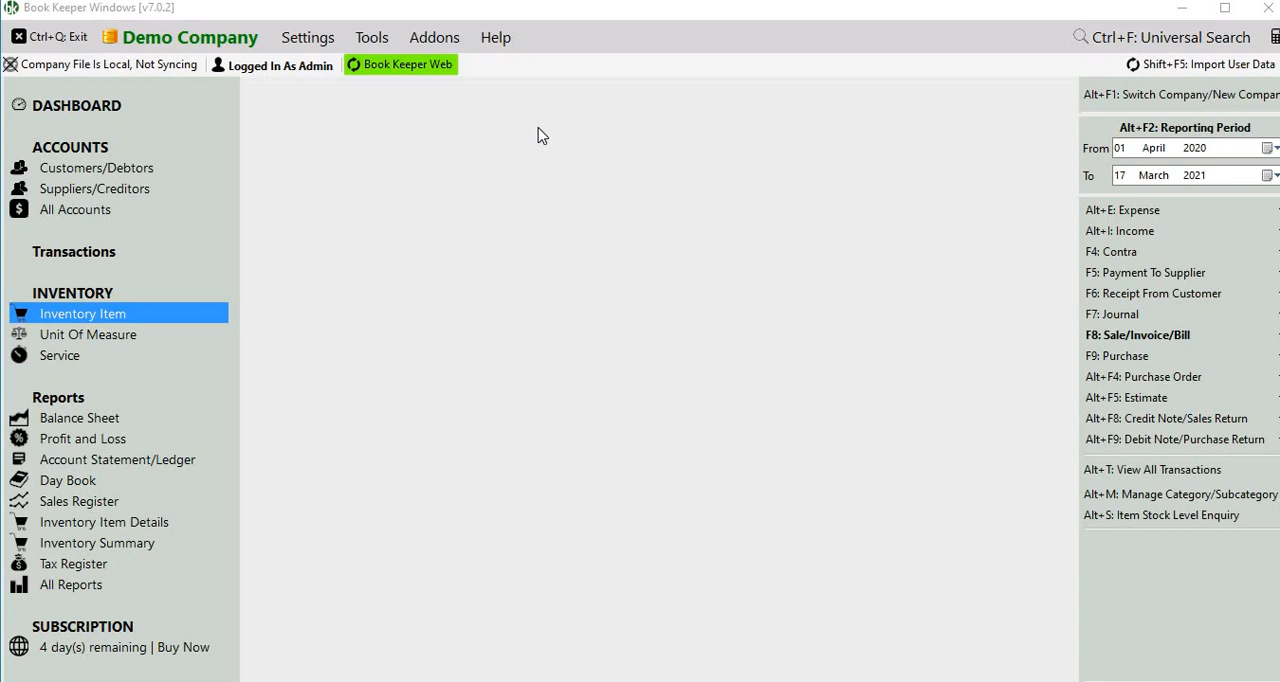 Book Keeper Windows [v7.0.2]
Ctrl+Q: Exit Demo Company Settings Tools Addons Help Ctrl+F: Universal Search
Company File Is Local, Not Syncing Logged In As Admin Book Keeper Web Shift+F5: Import User Data
DASHBOARD
ACCOUNTS
Customers/Debtors
Suppliers/Creditors
All Accounts
Transactions
INVENTORY
Inventory Item
Unit Of Measure
Service
Reports
Balance Sheet
Profit and Loss
Account Statement/Ledger
Day Book
Sales Register
Inventory Item Details
Inventory Summary
Tax Register
All Reports
SUBSCRIPTION
4 day(s) remaining | Buy Now
Alt+F1: Switch Company/New Compan
Alt+F2: Reporting Period
From 01 April 2020
To 17 March 2021
Alt+E: Expense
Alt+I: Income
F4: Contra
F5: Payment To Supplier
F6: Receipt From Customer
F7: Journal
F8: Sale/Invoice/Bill
F9: Purchase
Alt+F4: Purchase Order
Alt+F5: Estimate
Alt+F8: Credit Note/Sales Return
Alt+F9: Debit Note/Purchase Return
Alt+T: View All Transactions
Alt+M: Manage Category/Subcategory
Alt+S: Item Stock Level Enquiry